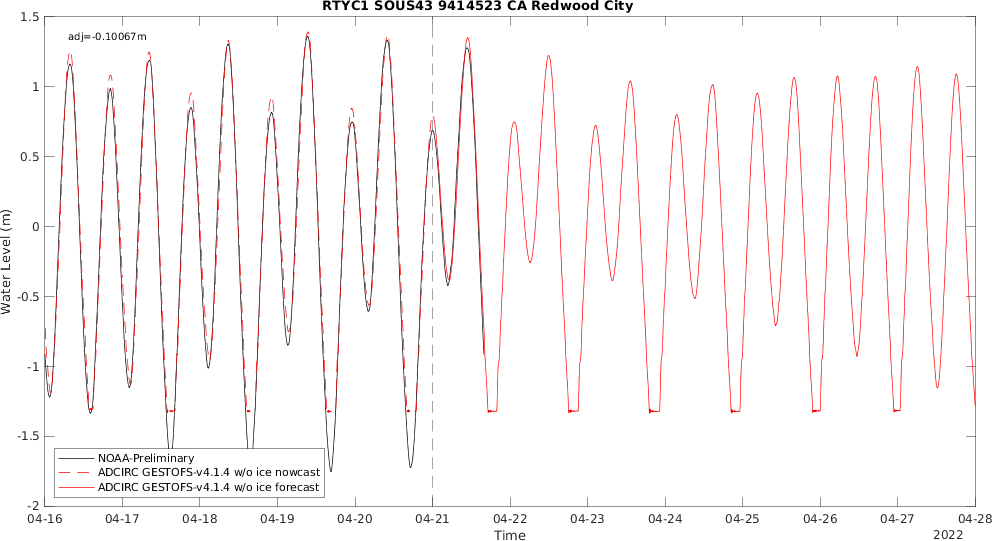 RTYC1 SOUS43 9414523 CA Redwood City
adj=-0.10067m
1.5
1
0.5
0
-0.5
-1
-1.5
-2
Water Level (m)
NOAA-Preliminary
ADCIRC GESTOFS-v4.1.4 w/o ice nowcast
ADCIRC GESTOFS-v4.1.4 w/o ice forecast
04-16 04-17 04-18 04-19 04-20 04-21 04-22 04-23 04-24 04-25 04-26 04-27 04-28
Time
2022